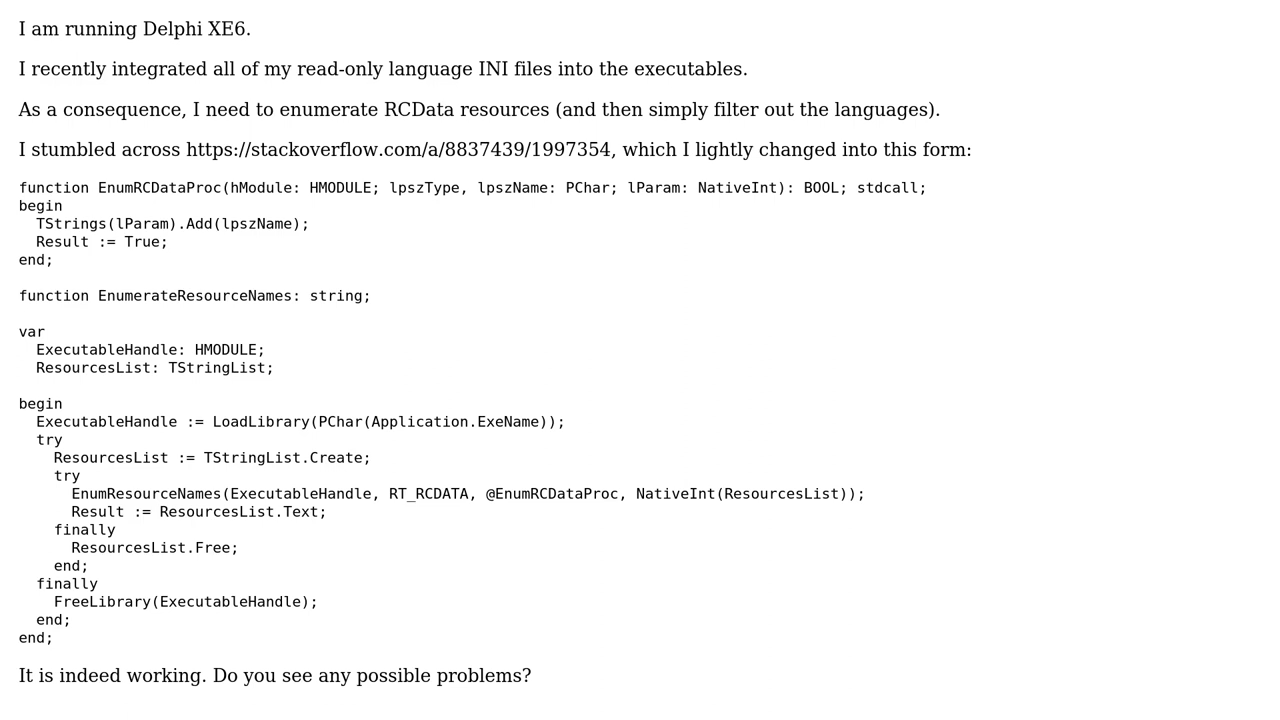 I am running Delphi XE6.
I recently integrated all of my read-only language INI files into the executables.
As a consequence, I need to enumerate RCData resources (and then simply filter out the languages).
I stumbled across https://stackoverflow.com/a/8837439/1997354, which I lightly changed into this form:
function EnumRCDataProc(hModule: HMODULE; lpszType, lpszName: PChar; lParam: NativeInt): BOOL; stdcall;
begin
  TStrings(lParam).Add(lpszName);
  Result := True;
end;
function EnumerateResourceNames: string;
var
  ExecutableHandle: HMODULE;
  ResourcesList: TStringList;
begin
  ExecutableHandle := LoadLibrary(PChar(Application.ExeName));
  try
    ResourcesList := TStringList.Create;
    try
      EnumResourceNames(ExecutableHandle, RT_RCDATA, @EnumRCDataProc, NativeInt(ResourcesList));
      Result := ResourcesList.Text;
    finally
      ResourcesList.Free;
    end;
  finally
    FreeLibrary(ExecutableHandle);
  end;
end;
It is indeed working. Do you see any possible problems?